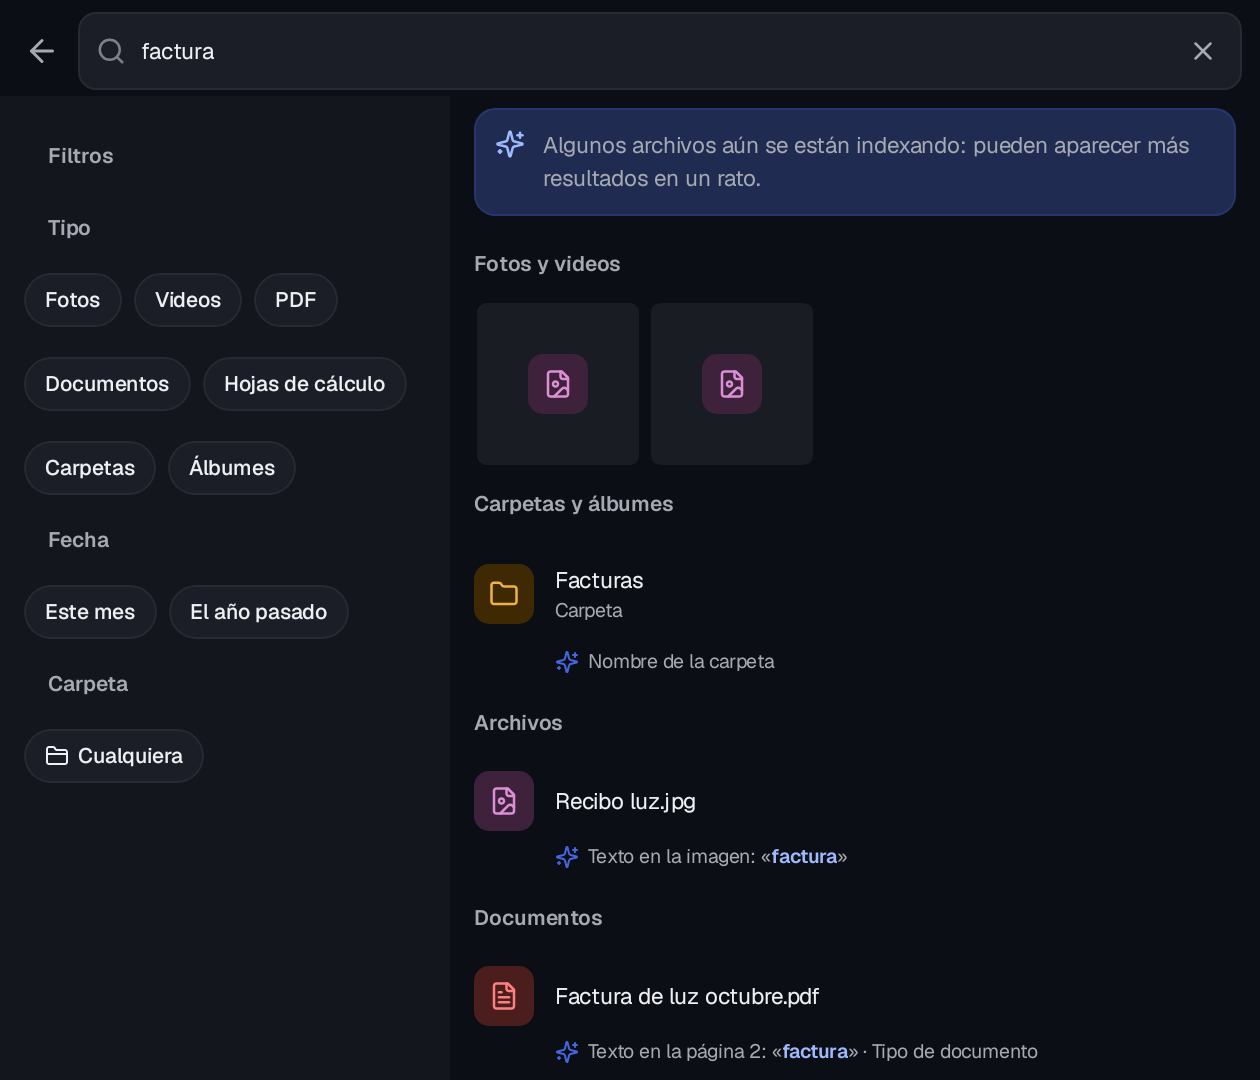 factura
Filtros
Tipo
Fotos
Videos
PDF
Documentos
Hojas de cálculo
Carpetas
Álbumes
Fecha
Este mes
El año pasado
Carpeta
Cualquiera
Algunos archivos aún se están indexando: pueden aparecer más
resultados en un rato.
Fotos y videos
Carpetas y álbumes
Facturas
Carpeta
Nombre de la carpeta
Archivos
Recibo luz.jpg
Texto en la imagen: «factura»
Documentos
Factura de luz octubre.pdf
Texto en la página 2: «factura» · Tipo de documento